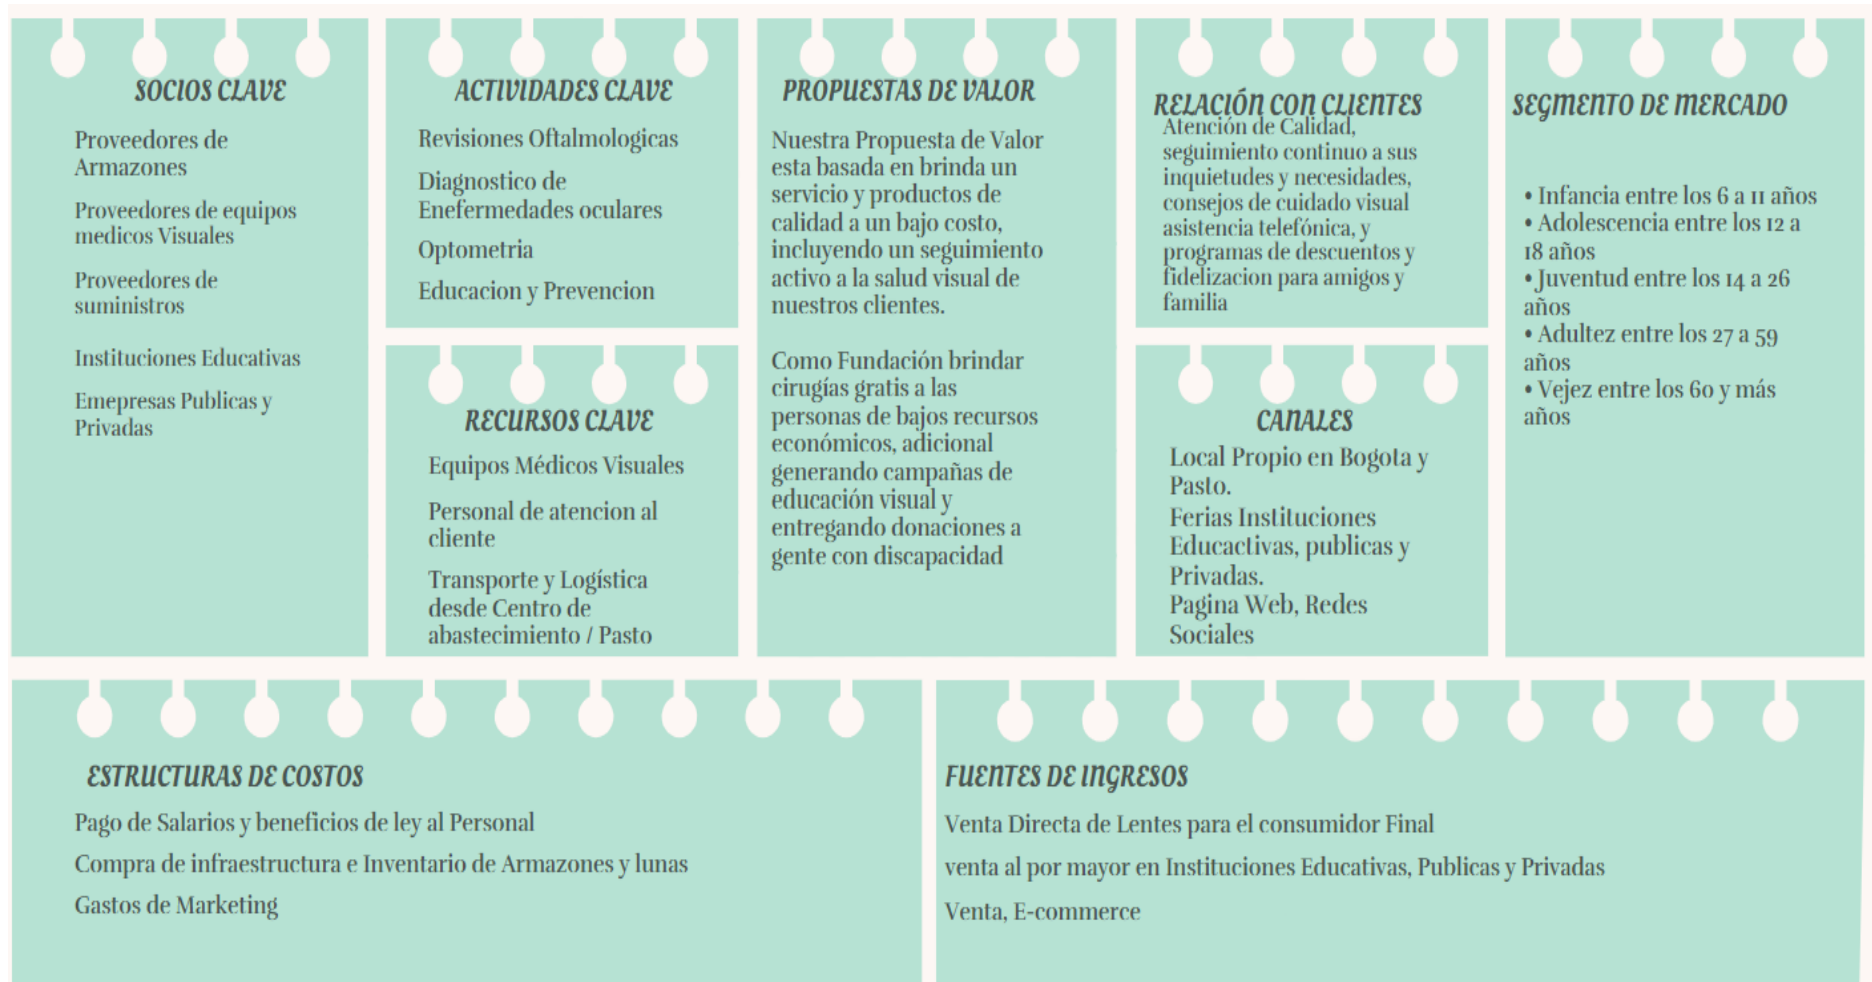 SOCIOS CLAVE
Proveedores de
Armazones
Proveedores de equipos
medicos Visuales
Proveedores de
suministros
Instituciones Educativas
Emepresas Publicas y
Privadas
ACTIVIDADES CLAVE
Revisiones Oftalmologicas
Diagnostico de
Enefermedades oculares
Optometria
Educacion y Prevencion
RECURSOS CLAVE
Equipos Médicos Visuales
Personal de atencion al
cliente
Transporte y Logística
desde Centro de
abastecimiento / Pasto
PROPUESTAS DE VALOR
Nuestra Propuesta de Valor
esta basada en brinda un
servicio y productos de
calidad a un bajo costo,
incluyendo un seguimiento
activo a la salud visual de
nuestros clientes.
Como Fundación brindar
cirugías gratis a las
personas de bajos recursos
económicos, adicional
generando campañas de
educación visual y
entregando donaciones a
gente con discapacidad
RELACIÓN CON CLIENTES
Atención de Calidad,
seguimiento continuo a sus
inquietudes y necesidades,
consejos de cuidado visual
asistencia telefónica, y
programas de descuentos y
fidelizacion para amigos y
familia
CANALES
Local Propio en Bogota y
Pasto.
Ferias Instituciones
Educactivas, publicas y
Privadas.
Pagina Web, Redes
Sociales
SEGMENTO DE MERCADO
• Infancia entre los 6 a 11 años
• Adolescencia entre los 12 a
18 años
• Juventud entre los 14 a 26
años
• Adultez entre los 27 a 59
años
• Vejez entre los 60 y más
años
ESTRUCTURAS DE COSTOS
Pago de Salarios y beneficios de ley al Personal
Compra de infraestructura e Inventario de Armazones y lunas
Gastos de Marketing
FUENTES DE INGRESOS
Venta Directa de Lentes para el consumidor Final
venta al por mayor en Instituciones Educativas, Publicas y Privadas
Venta, E-commerce